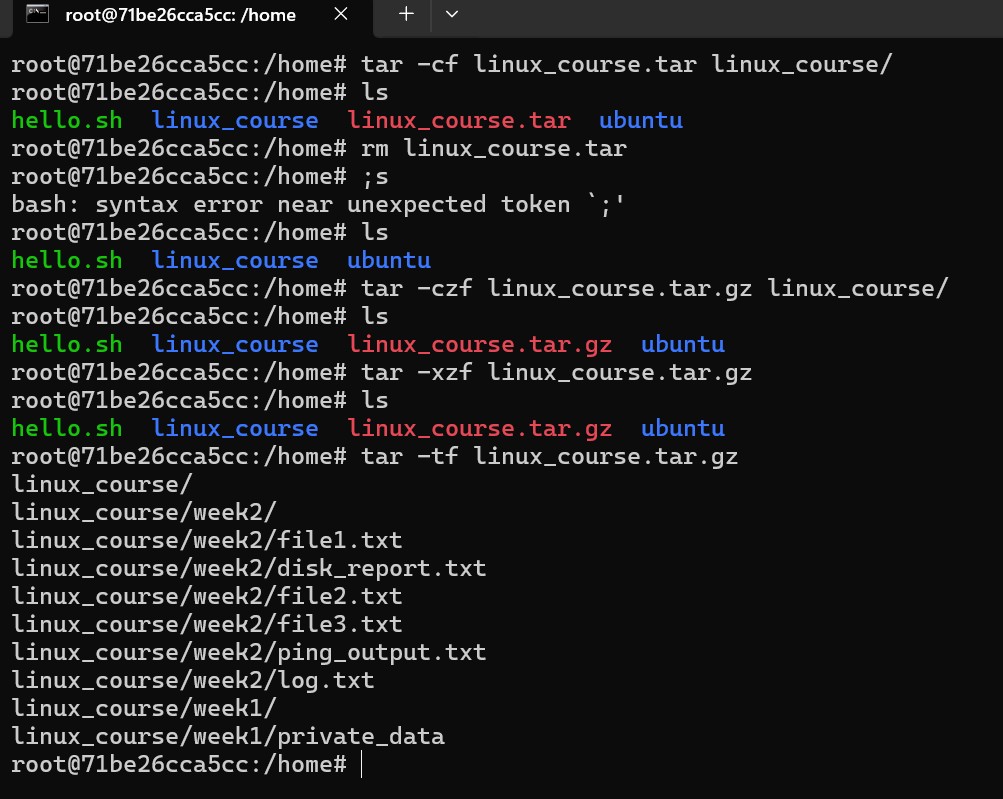 root@71be26cca5cc: /home
root@71be26cca5cc:/home# tar -cf linux_course.tar linux_course/
root@71be26cca5cc:/home# ls
hello.sh  linux_course  linux_course.tar  ubuntu
root@71be26cca5cc:/home# rm linux_course.tar
root@71be26cca5cc:/home# ;s
bash: syntax error near unexpected token `;'
root@71be26cca5cc:/home# ls
hello.sh  linux_course  ubuntu
root@71be26cca5cc:/home# tar -czf linux_course.tar.gz linux_course/
root@71be26cca5cc:/home# ls
hello.sh  linux_course  linux_course.tar.gz  ubuntu
root@71be26cca5cc:/home# tar -xzf linux_course.tar.gz
root@71be26cca5cc:/home# ls
hello.sh  linux_course  linux_course.tar.gz  ubuntu
root@71be26cca5cc:/home# tar -tf linux_course.tar.gz
linux_course/
linux_course/week2/
linux_course/week2/file1.txt
linux_course/week2/disk_report.txt
linux_course/week2/file2.txt
linux_course/week2/file3.txt
linux_course/week2/ping_output.txt
linux_course/week2/log.txt
linux_course/week1/
linux_course/week1/private_data
root@71be26cca5cc:/home#